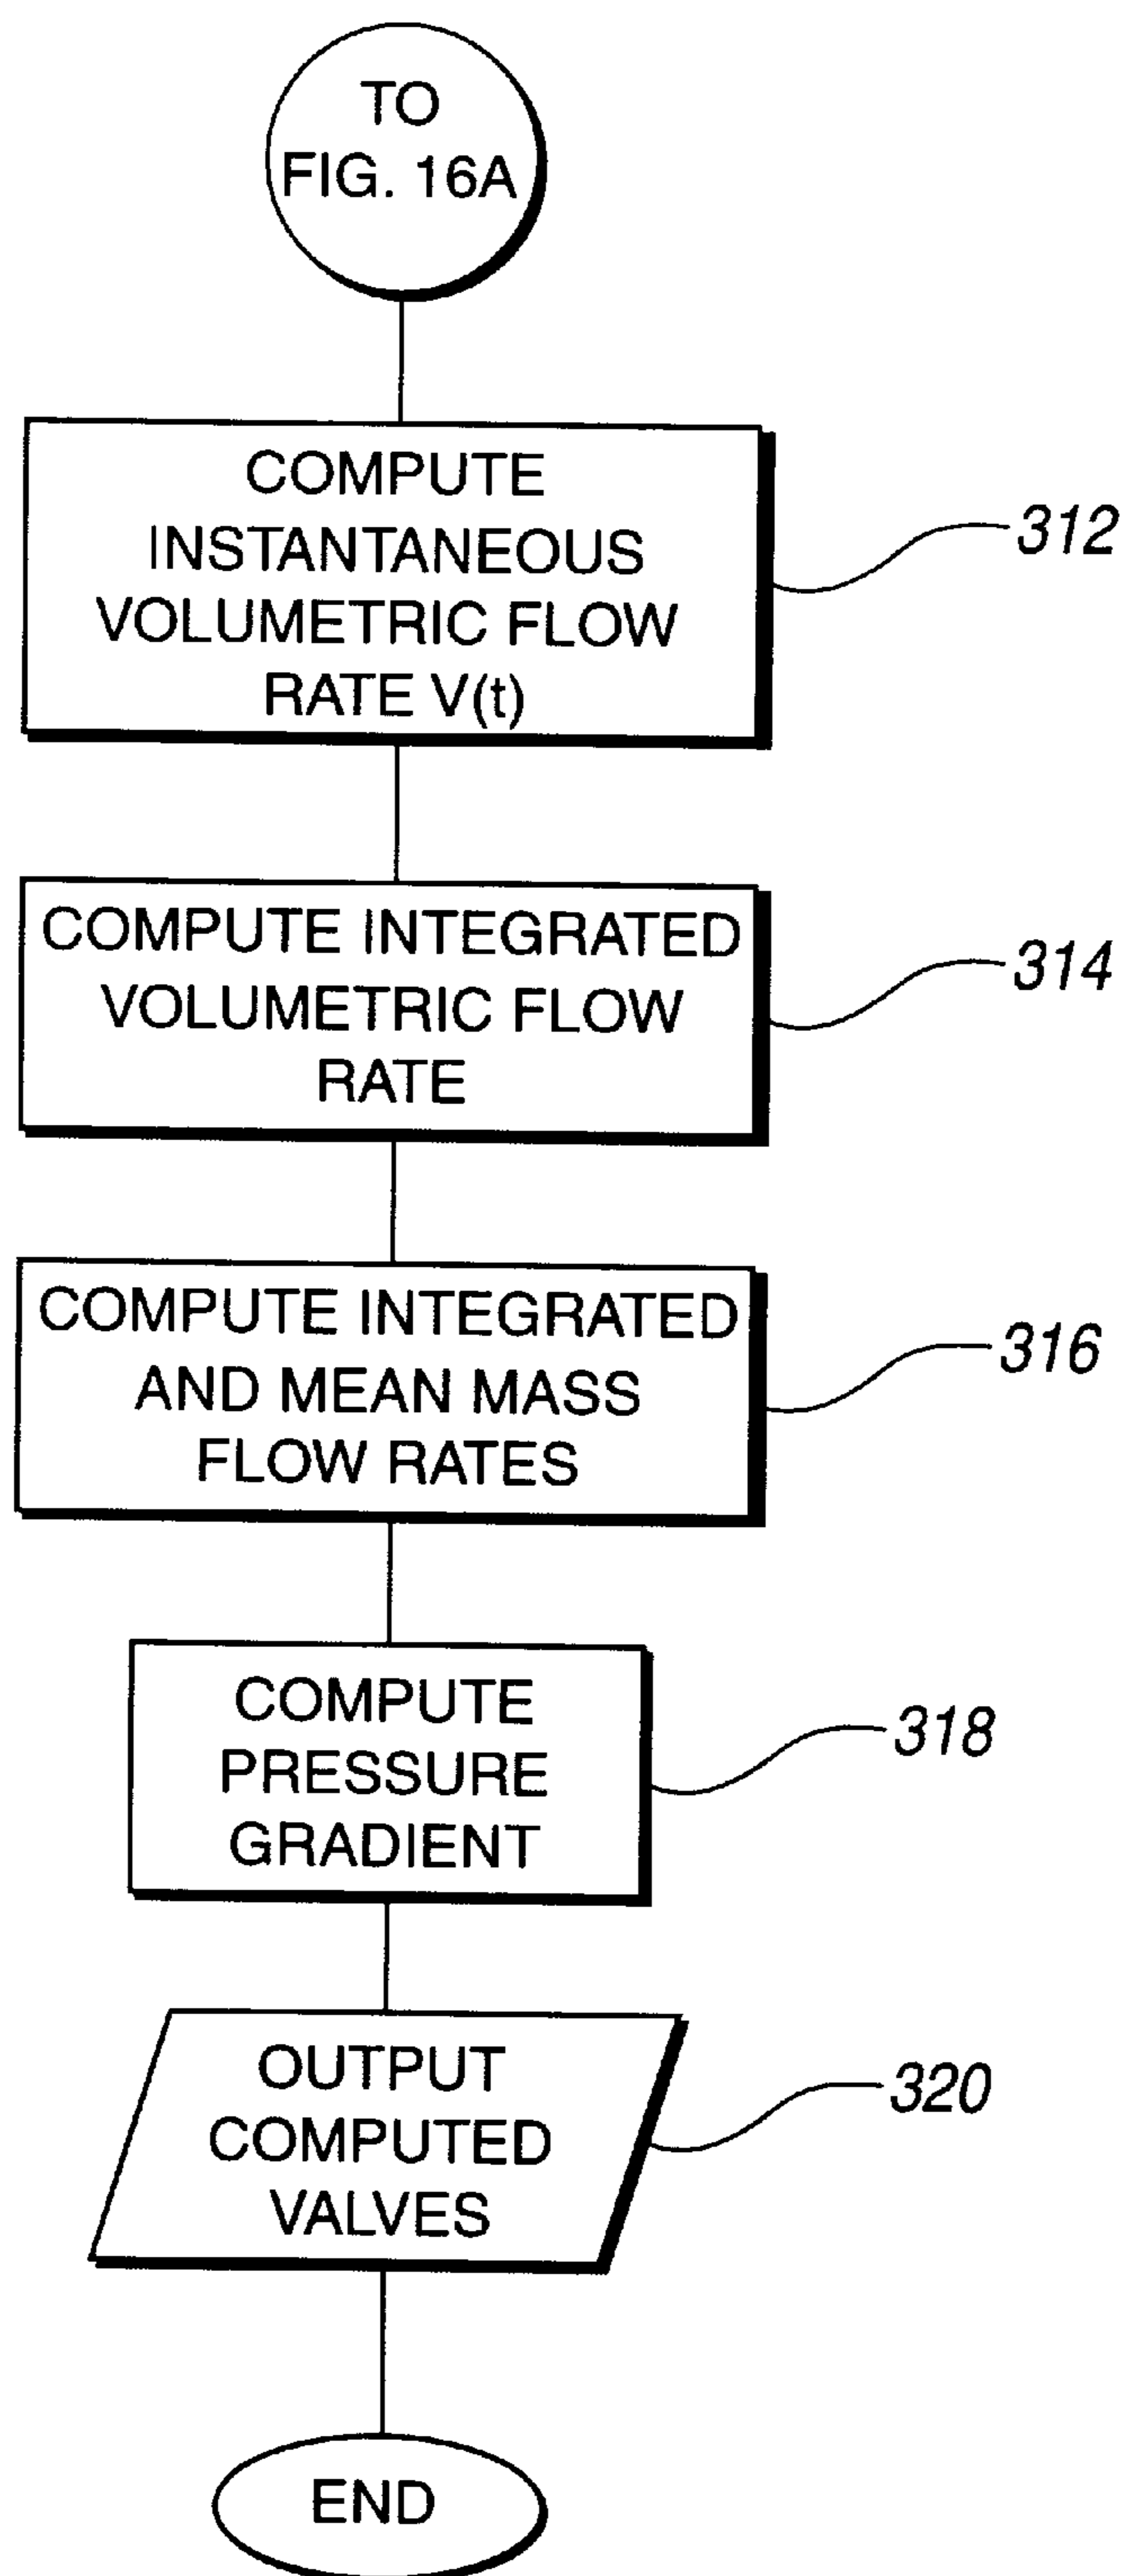 TO
FIG. 16A
COMPUTE
INSTANTANEOUS
VOLUMETRIC FLOW
RATE V(t)
312
COMPUTE INTEGRATED
VOLUMETRIC FLOW
RATE
314
COMPUTE INTEGRATED
AND MEAN MASS
FLOW RATES
316
COMPUTE
PRESSURE
GRADIENT
318
OUTPUT
COMPUTED
VALVES
320
END